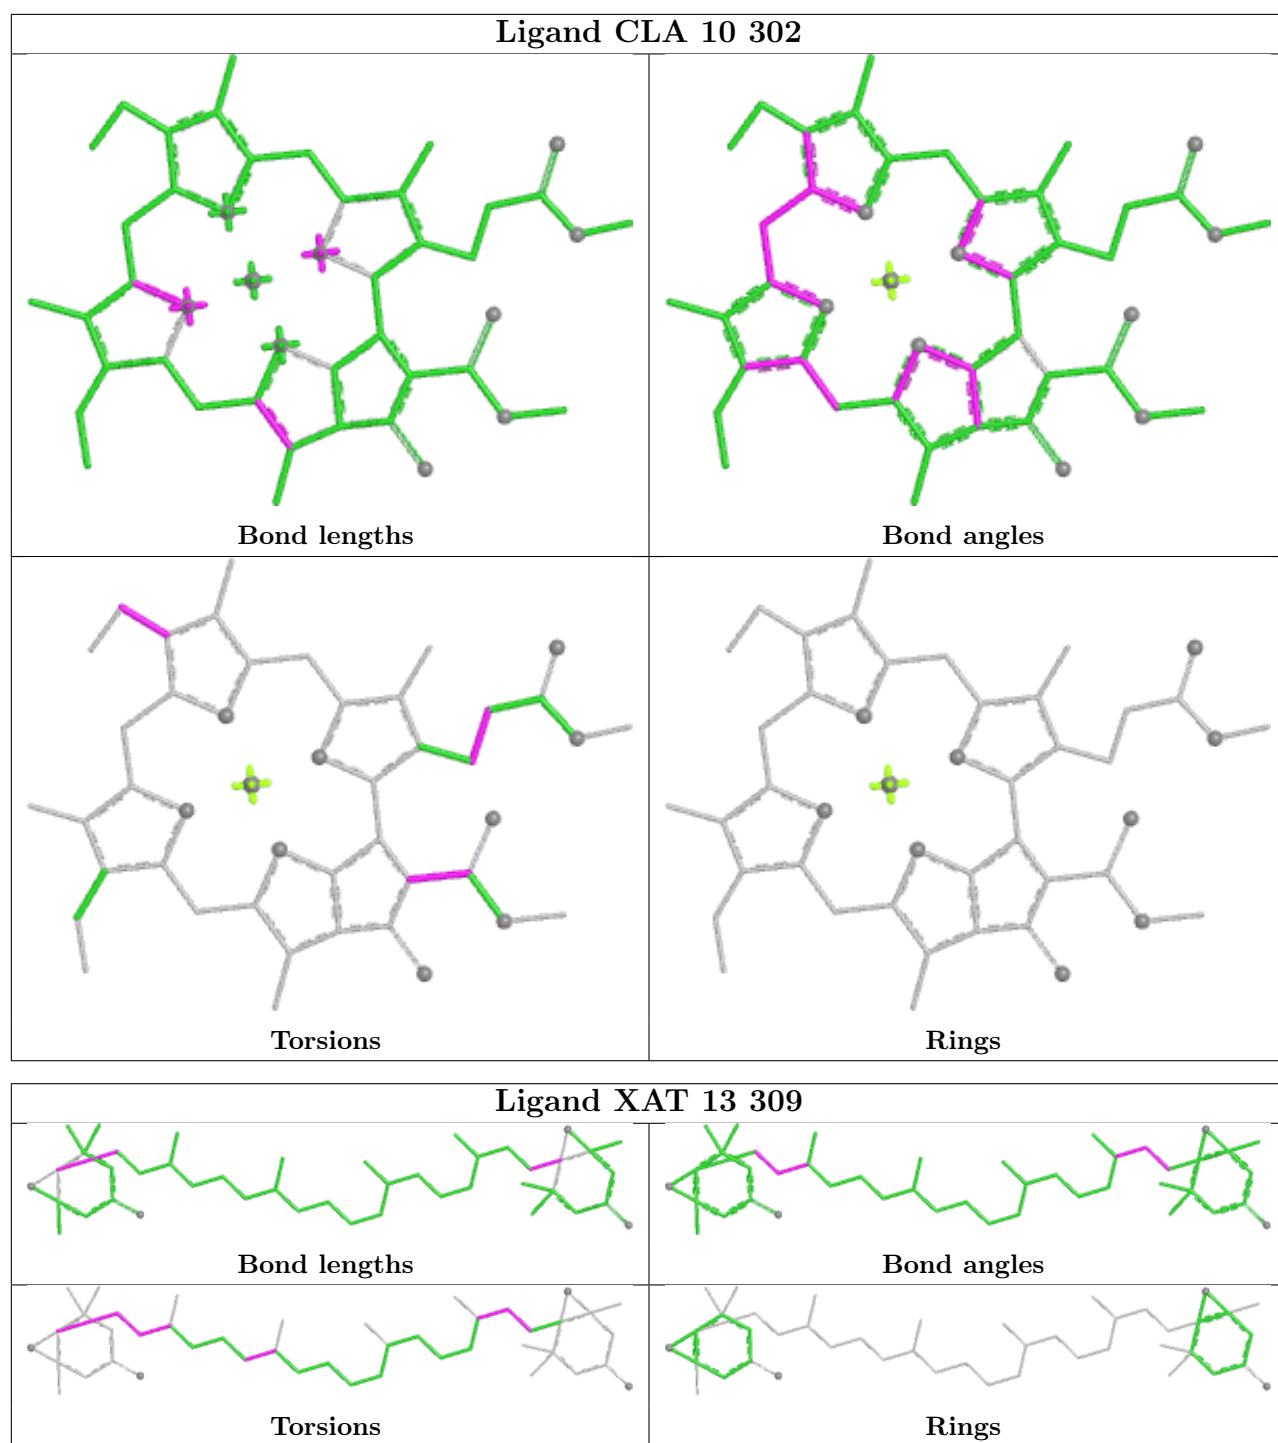 Ligand CLA 10 302
Bond lengths
Bond angles
Torsions
Rings
Ligand XAT 13 309
Bond lengths
Bond angles
Torsions
Rings